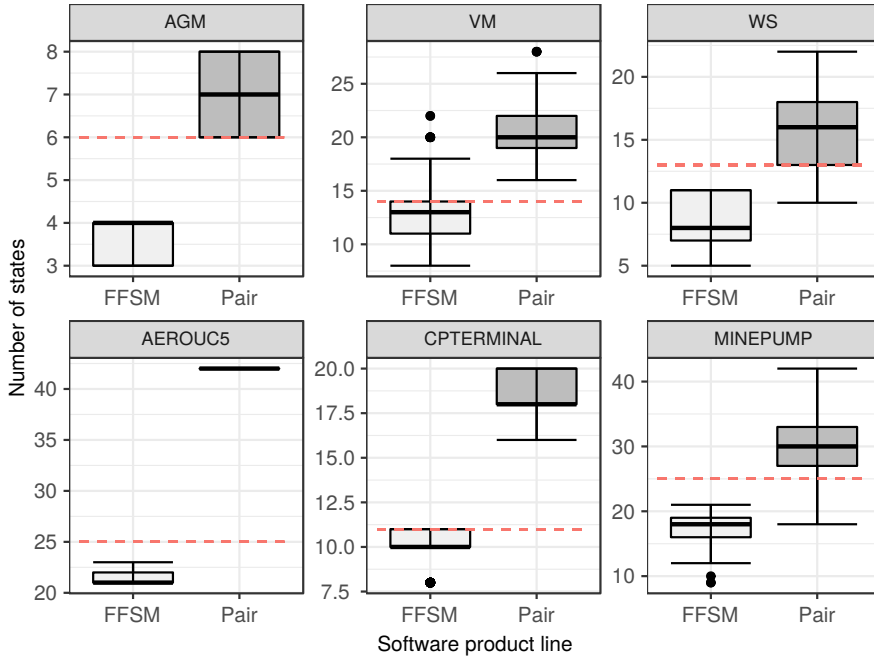 AGM
VM
WS
8
7
6
5
4
3
25
20
15
10
20
15
10
5
FFSM
Pair
FFSM
Pair
FFSM
Pair
Number of states
AEROUC5
CPTERMINAL
MINEPUMP
40
35
30
25
20
20.0
17.5
15.0
12.5
10.0
7.5
40
30
20
10
FFSM
Pair
FFSM
Pair
FFSM
Pair
Software product line